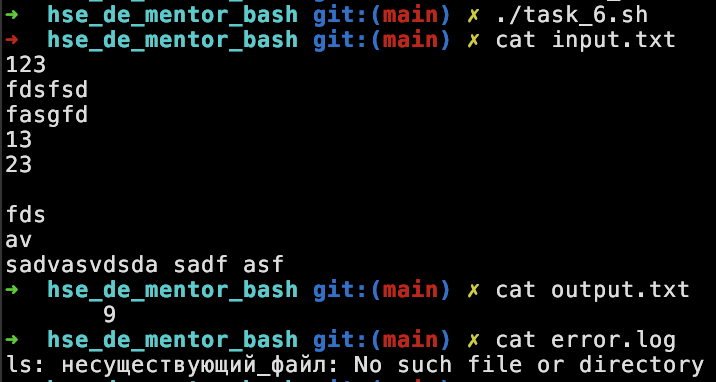 ➜  hse_de_mentor_bash git:(main) ✗ ./task_6.sh
➜  hse_de_mentor_bash git:(main) ✗ cat input.txt
123
fdsfsd
fasgfd
13
23

fds
av
sadvasvdsda sadf asf
➜  hse_de_mentor_bash git:(main) ✗ cat output.txt
       9
➜  hse_de_mentor_bash git:(main) ✗ cat error.log
ls: несуществующий_файл: No such file or directory